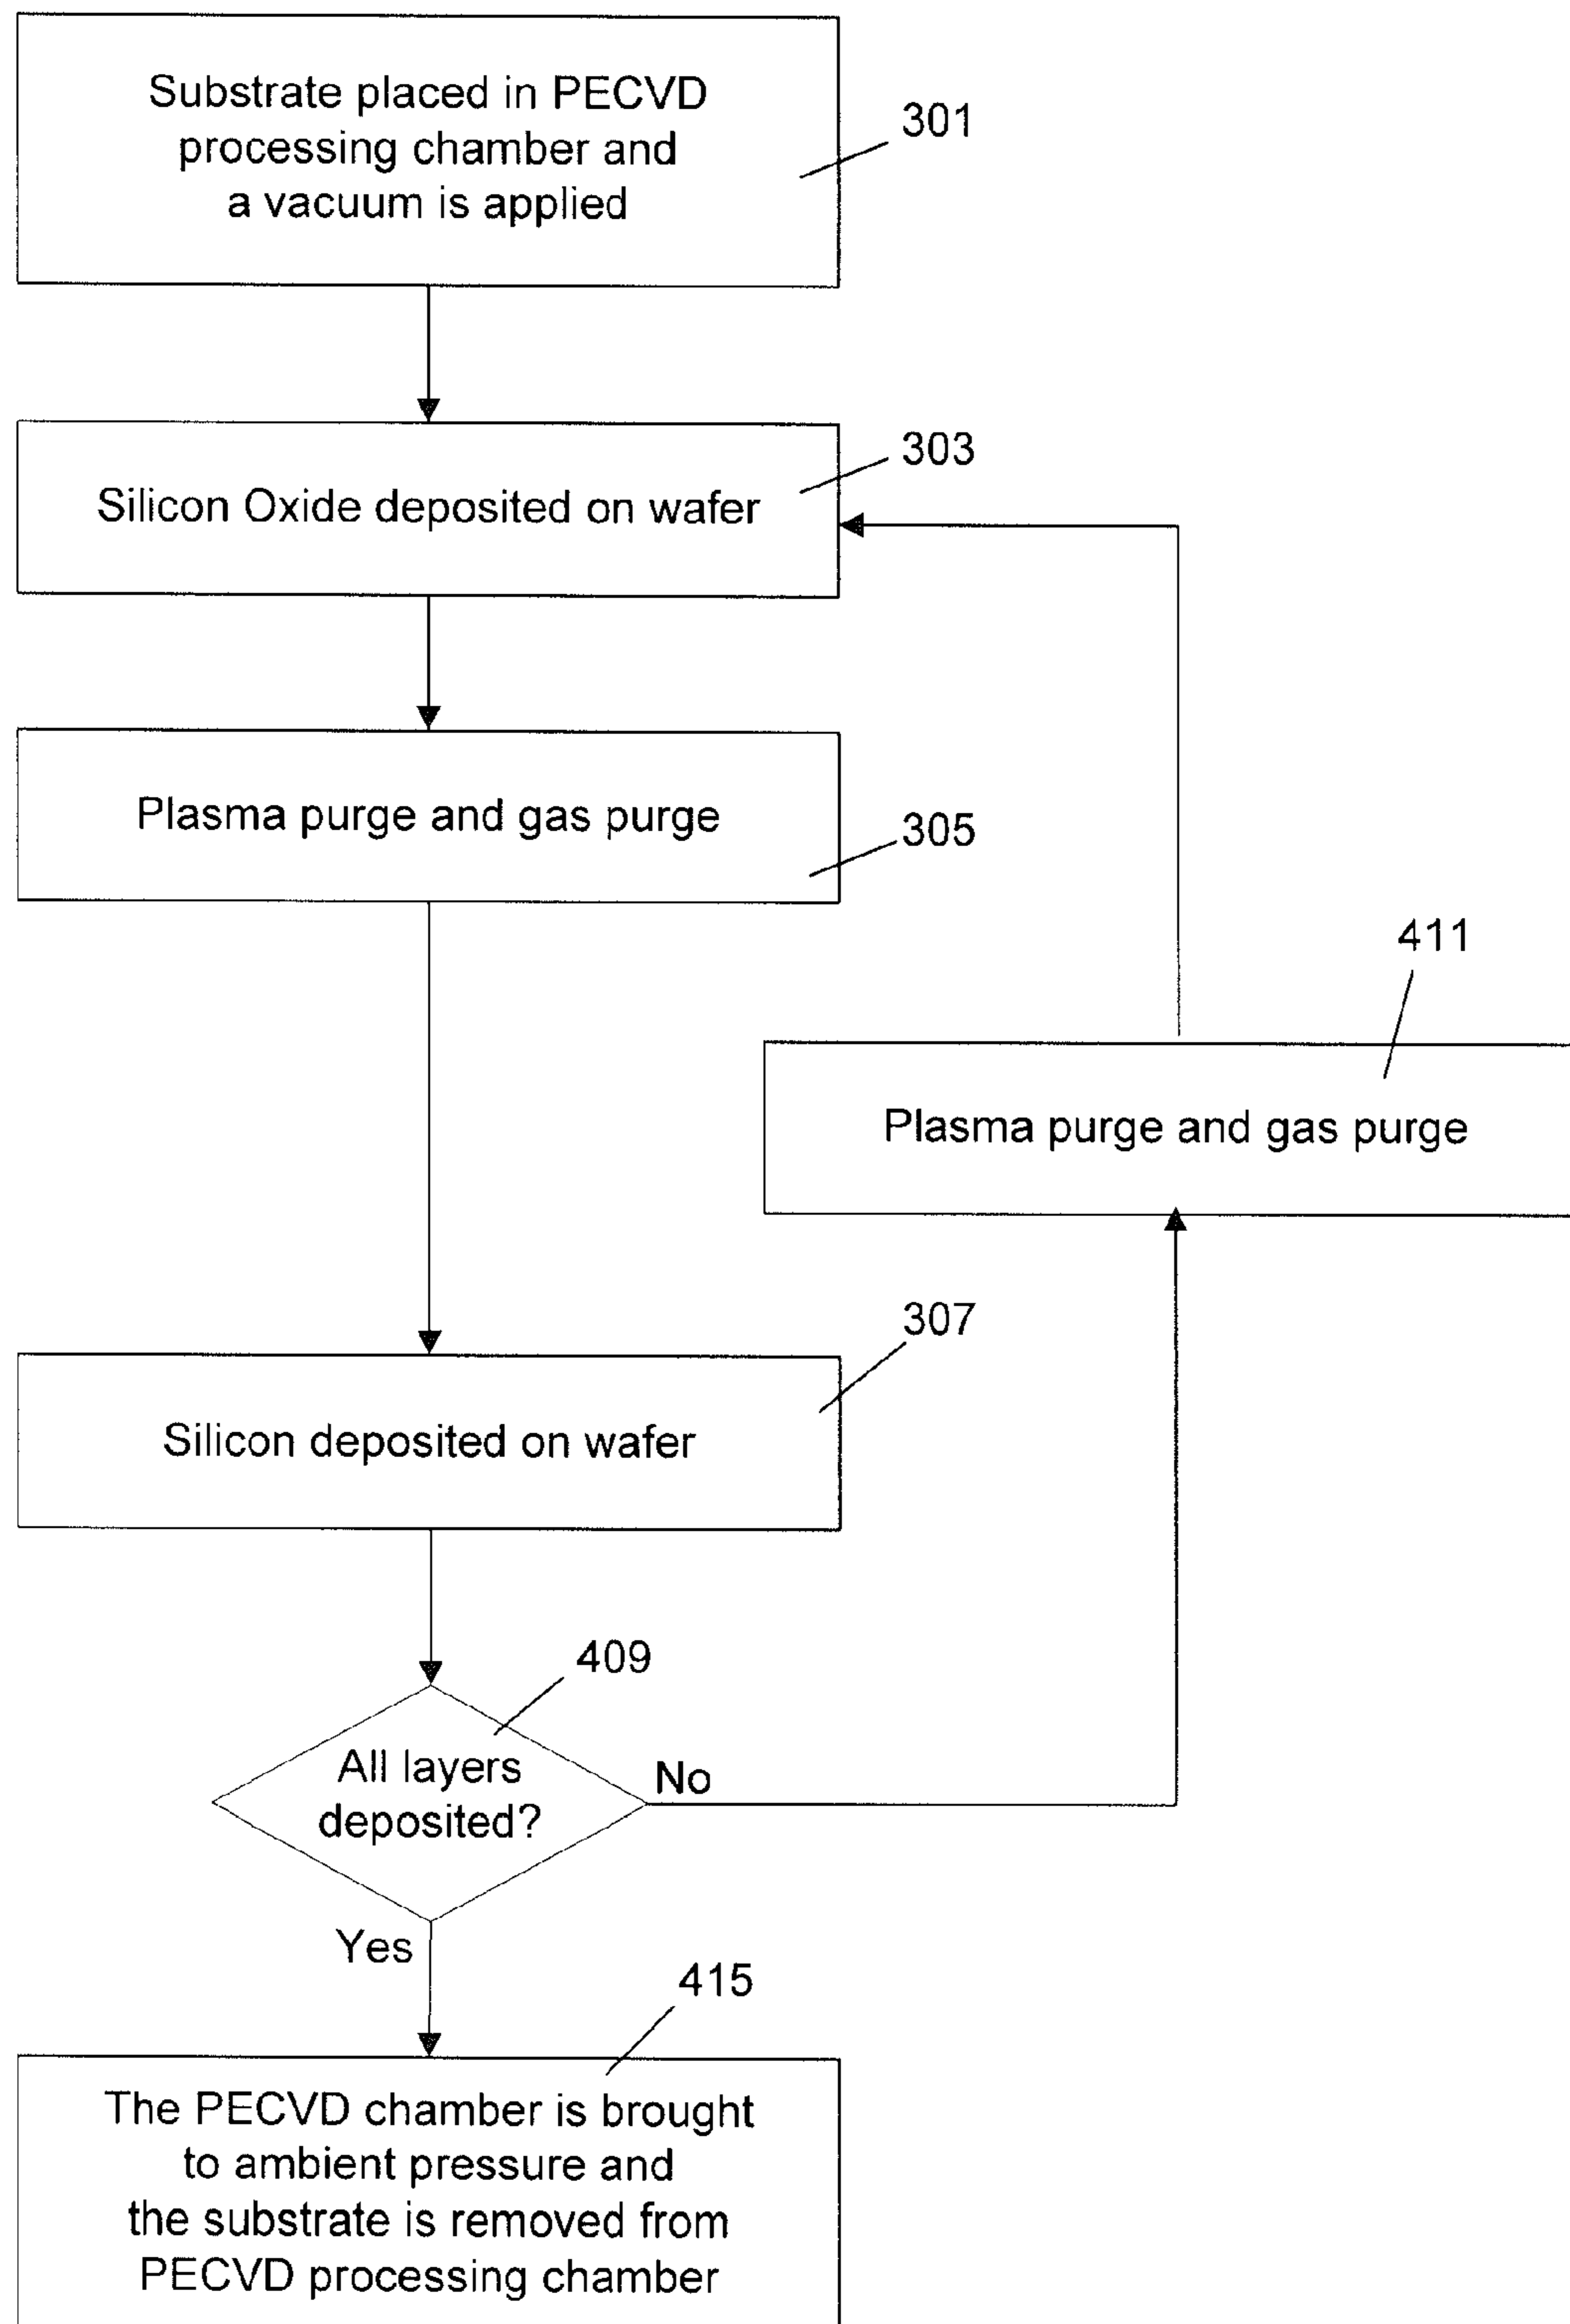 Substrate placed in PECVD
processing chamber and
a vacuum is applied
301
Silicon Oxide deposited on wafer
303
Plasma purge and gas purge
305
411
Plasma purge and gas purge
307
Silicon deposited on wafer
409
All layers
deposited?
No
Yes
415
The PECVD chamber is brought
to ambient pressure and
the substrate is removed from
PECVD processing chamber